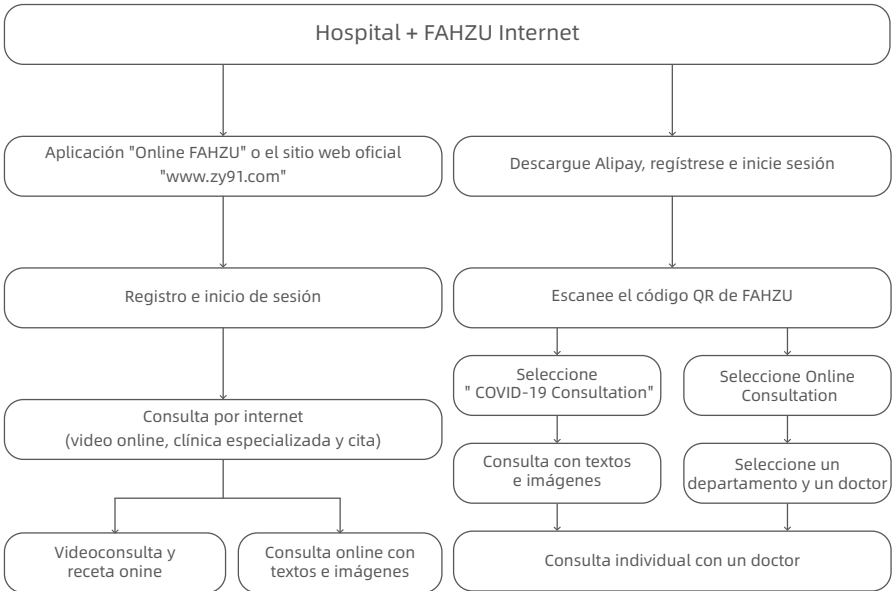 Hospital + FAHZU Internet
Aplicación "Online FAHZU" o el sitio web oficial
"www.zy91.com"
Descargue Alipay, regístrese e inicie sesión
Registro e inicio de sesión
Escanee el código QR de FAHZU
Seleccione
" COVID-19 Consultation"
Seleccione Online
Consultation
Consulta por internet
(video online, clínica especializada y cita)
Consulta con textos
e imágenes
Seleccione un
departamento y un doctor
Videoconsulta y
receta onine
Consulta online con
textos e imágenes
Consulta individual con un doctor